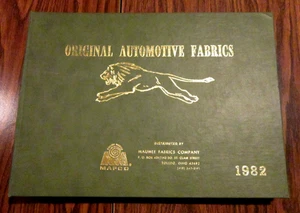 ORIGINAL AUTOMOTIVE FABRICS
DISTRIBUTED BY
MAUMEE FABRICS COMPANY
TOLEDO, OHIO
MAFCO
1982